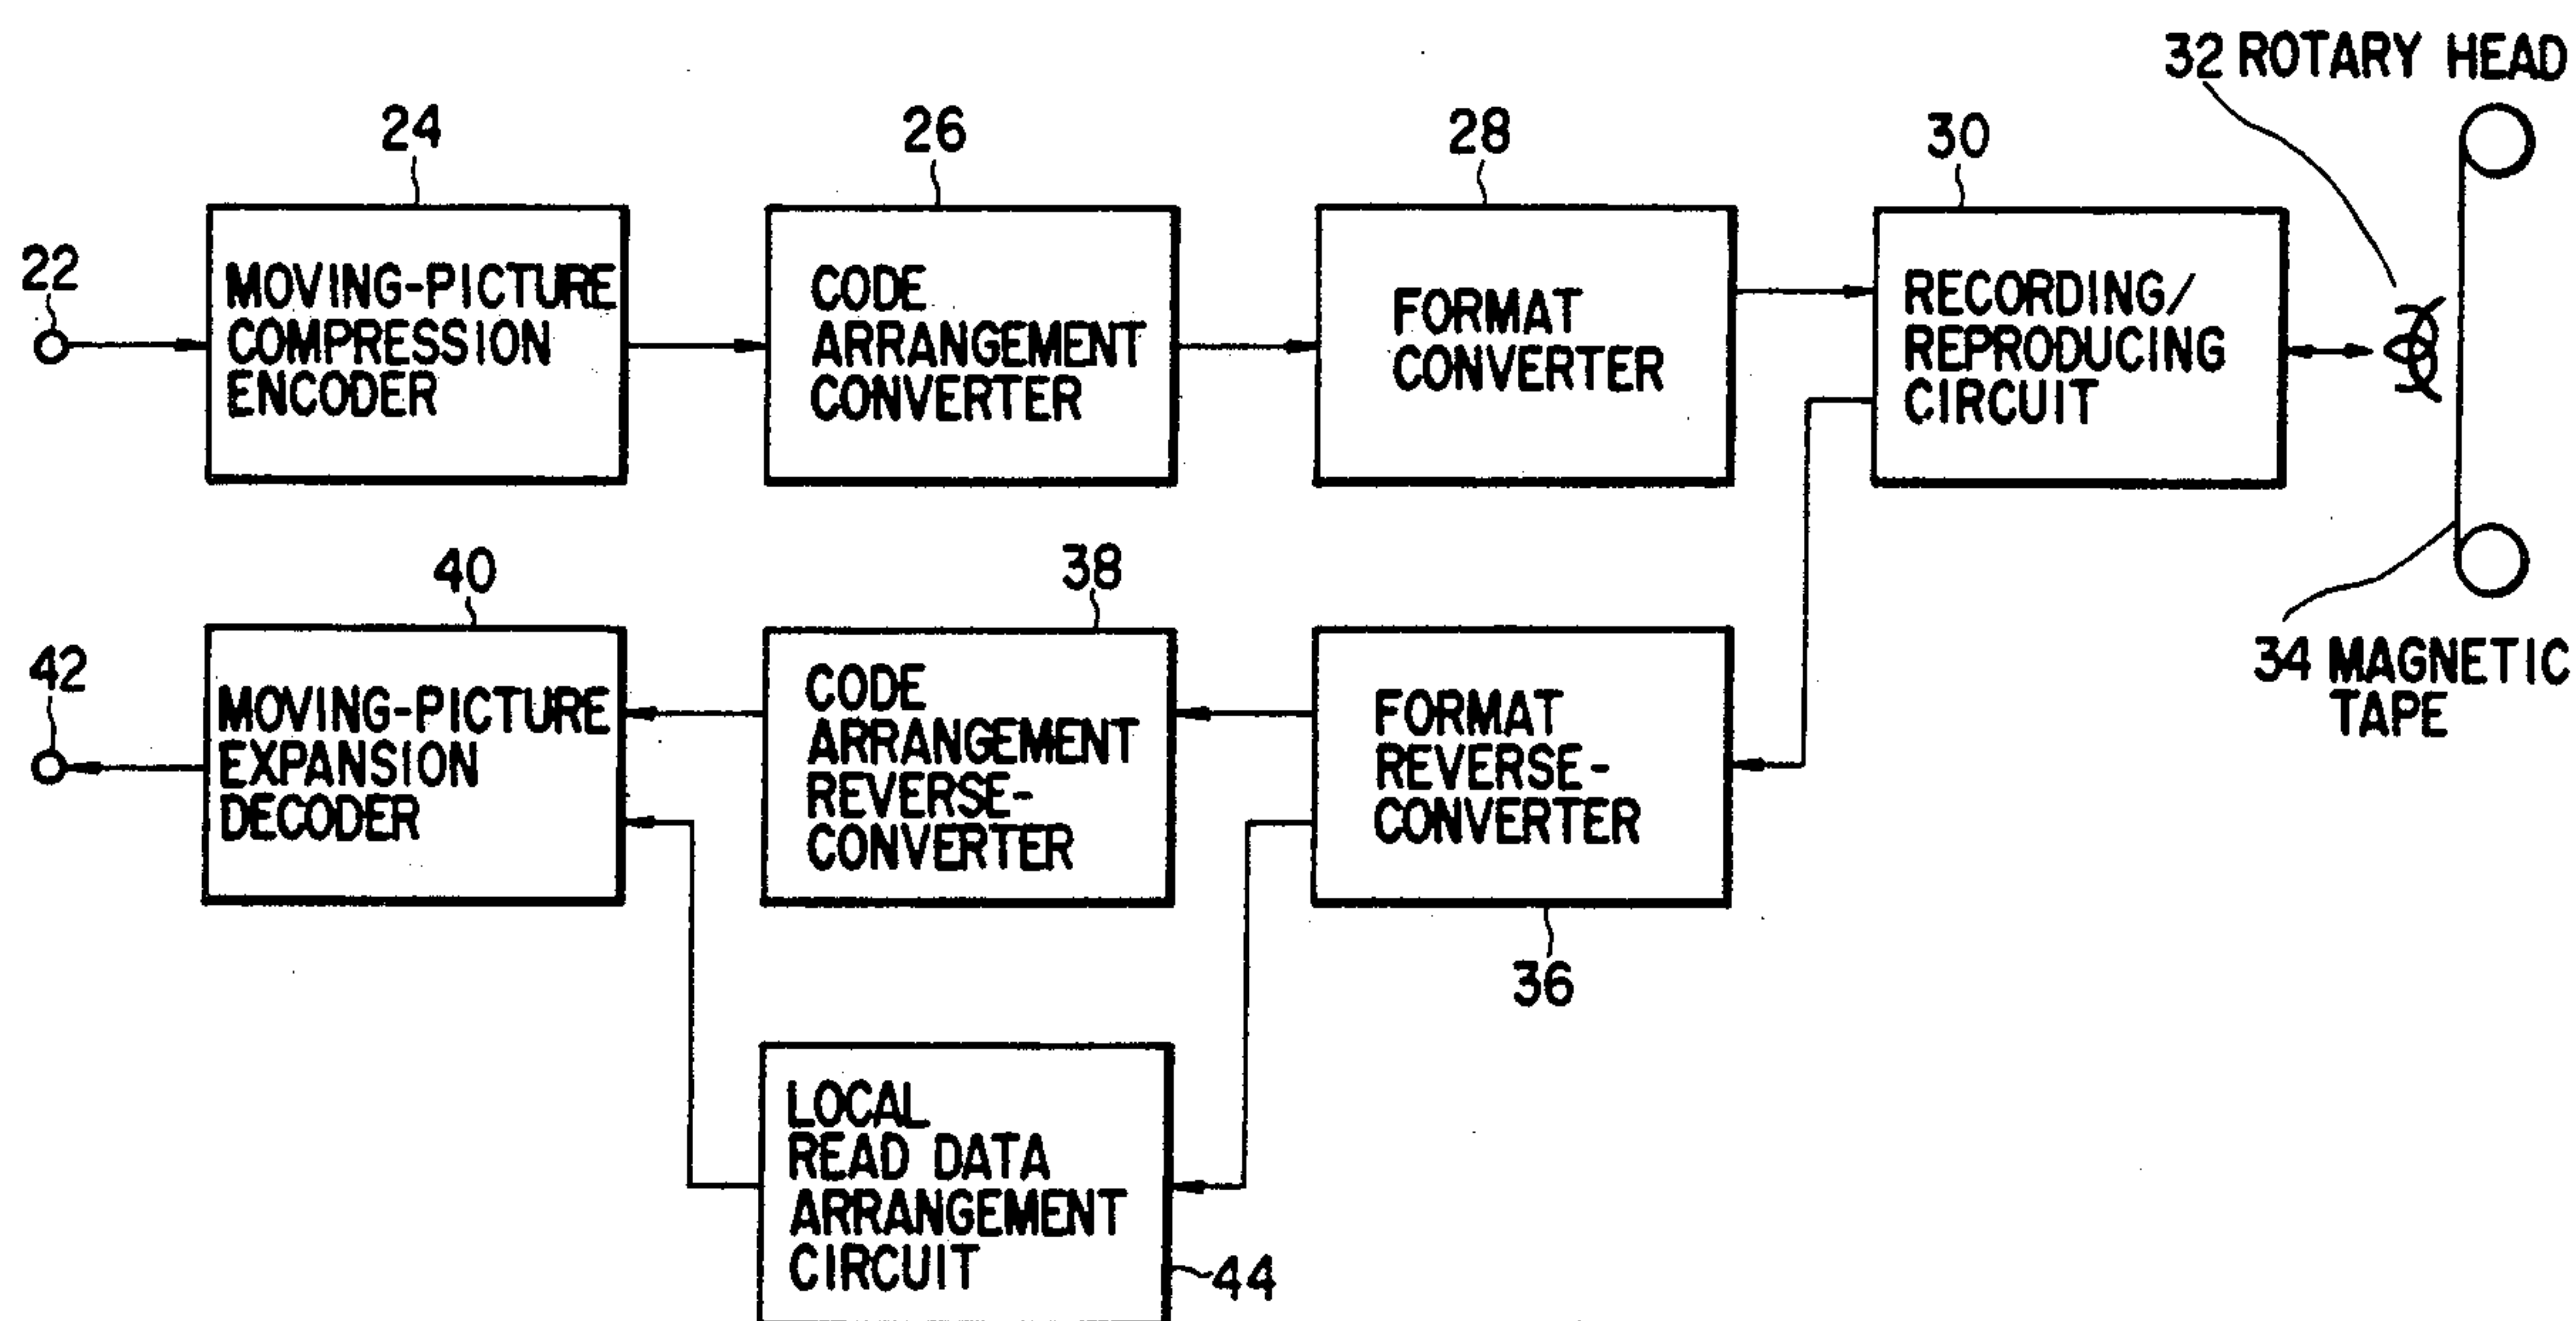 32 ROTARY HEAD
24
26
28
30
22
MOVING-PICTURE
COMPRESSION
ENCODER
CODE
ARRANGEMENT
CONVERTER
FORMAT
CONVERTER
RECORDING/
REPRODUCING
CIRCUIT
34 MAGNETIC
TAPE
40
38
42
MOVING-PICTURE
EXPANSION
DECODER
CODE
ARRANGEMENT
REVERSE-
CONVERTER
FORMAT
REVERSE-
CONVERTER
36
LOCAL
READ DATA
ARRANGEMENT
CIRCUIT
44